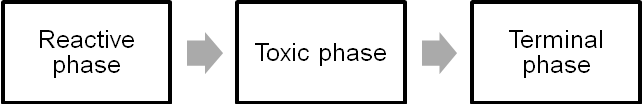 Reactive
phase
Toxic phase
Terminal
phase